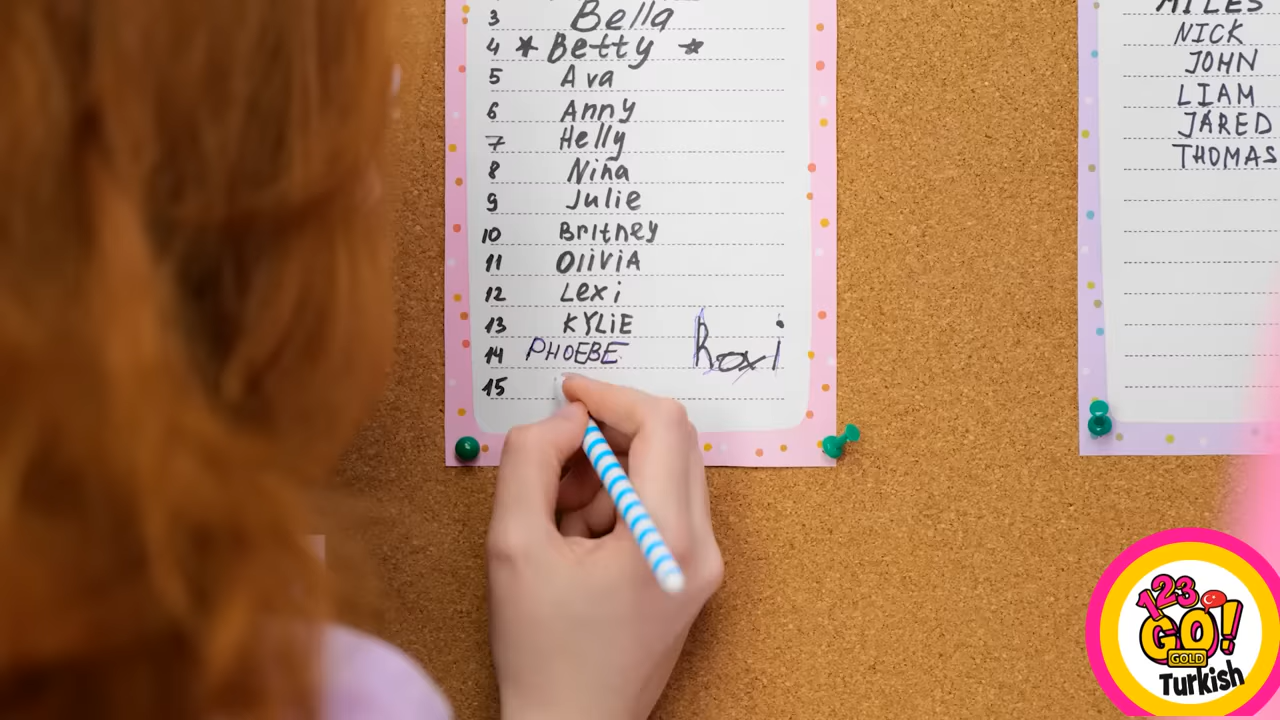 3 Bella
4 * Betty *
5 Ava
6 Anny
7 Helly
8 Nina
9 Julie
10 Britney
11 OliviA
12 Lexi
13 KYLiE
14 PHOEBE
Roxi
15
MILES
NICK
JOHN
LIAM
JARED
THOMAS
123
GO!
GOLD
Turkish